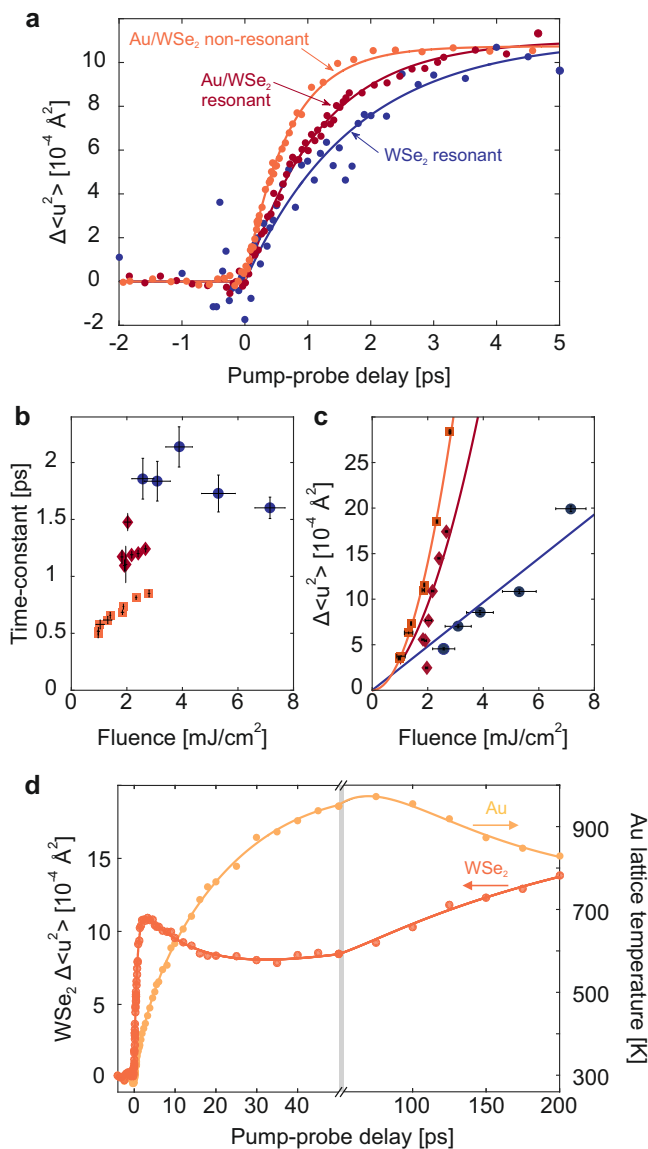 a
10
8
6
4
2
0
-2
Δ<u²> [10⁻⁴ Å²]
Au/WSe₂ non-resonant
Au/WSe₂
resonant
WSe₂ resonant
-2 -1 0 1 2 3 4 5
Pump-probe delay [ps]
b
2
1.5
1
0.5
0
Time-constant [ps]
0 2 4 6 8
Fluence [mJ/cm²]
c
30
20
10
0
Δ<u²> [10⁻⁴ Å²]
0 2 4 6 8
Fluence [mJ/cm²]
d
15
10
5
0
WSe₂ Δ<u²> [10⁻⁴ Å²]
Au
WSe₂
900
700
500
300
Au lattice temperature [K]
0 10 20 30 40 100 150 200
Pump-probe delay [ps]